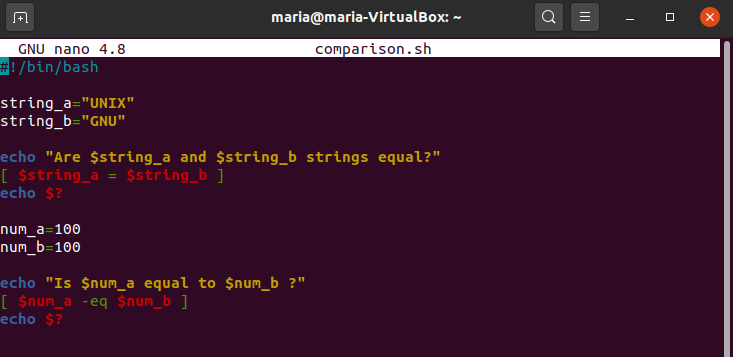 maria@maria-VirtualBox: ~
GNU nano 4.8 comparison.sh
#!/bin/bash
string_a="UNIX"
string_b="GNU"
echo "Are $string_a and $string_b strings equal?"
[ $string_a = $string_b ]
echo $?
num_a=100
num_b=100
echo "Is $num_a equal to $num_b ?"
[ $num_a -eq $num_b ]
echo $?